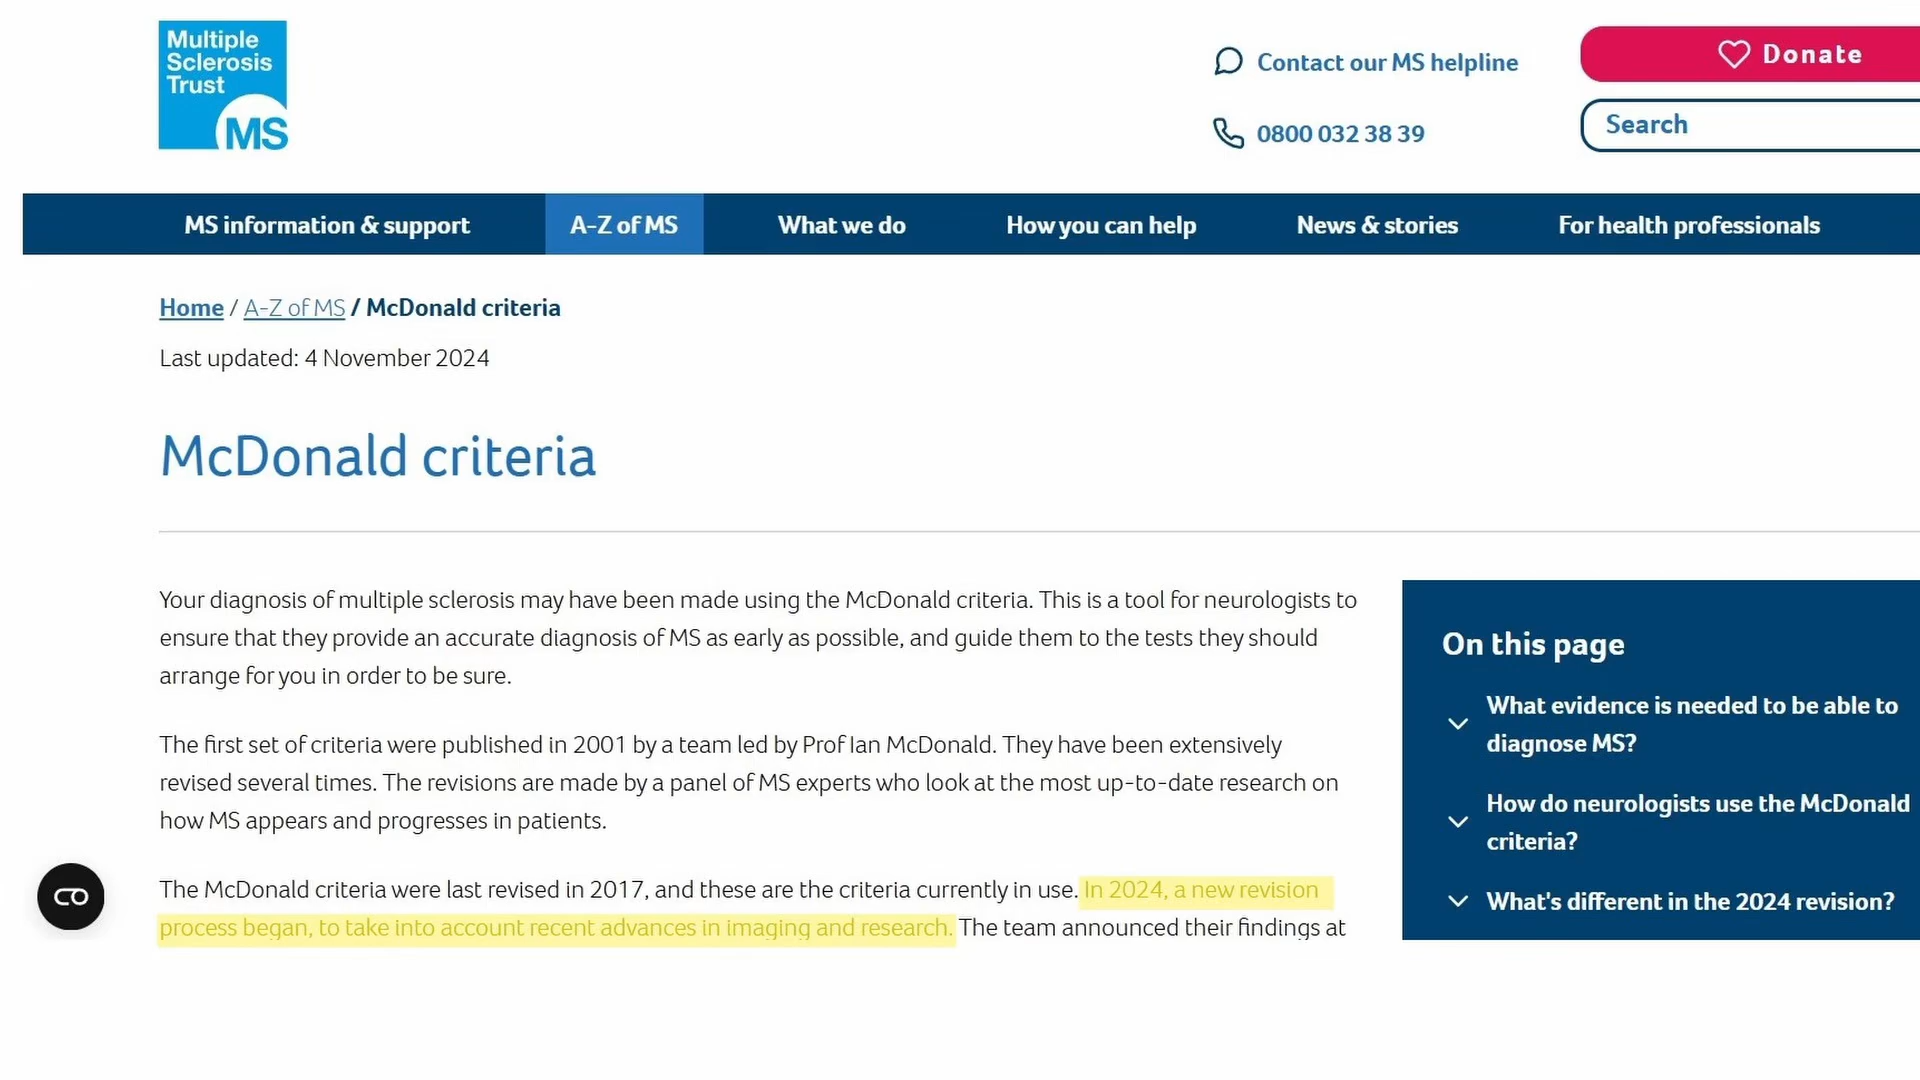 Multiple
Sclerosis
Trust
MS
Contact our MS helpline
0800 032 38 39
Donate
Search
MS information & support
A-Z of MS
What we do
How you can help
News & stories
For health professionals
Home / A-Z of MS / McDonald criteria
Last updated: 4 November 2024
McDonald criteria
Your diagnosis of multiple sclerosis may have been made using the McDonald criteria. This is a tool for neurologists to
ensure that they provide an accurate diagnosis of MS as early as possible, and guide them to the tests they should
arrange for you in order to be sure.
The first set of criteria were published in 2001 by a team led by Prof Ian McDonald. They have been extensively
revised several times. The revisions are made by a panel of MS experts who look at the most up-to-date research on
how MS appears and progresses in patients.
The McDonald criteria were last revised in 2017, and these are the criteria currently in use. In 2024, a new revision
process began, to take into account recent advances in imaging and research. The team announced their findings at
On this page
What evidence is needed to be able to
diagnose MS?
How do neurologists use the McDonald
criteria?
What's different in the 2024 revision?